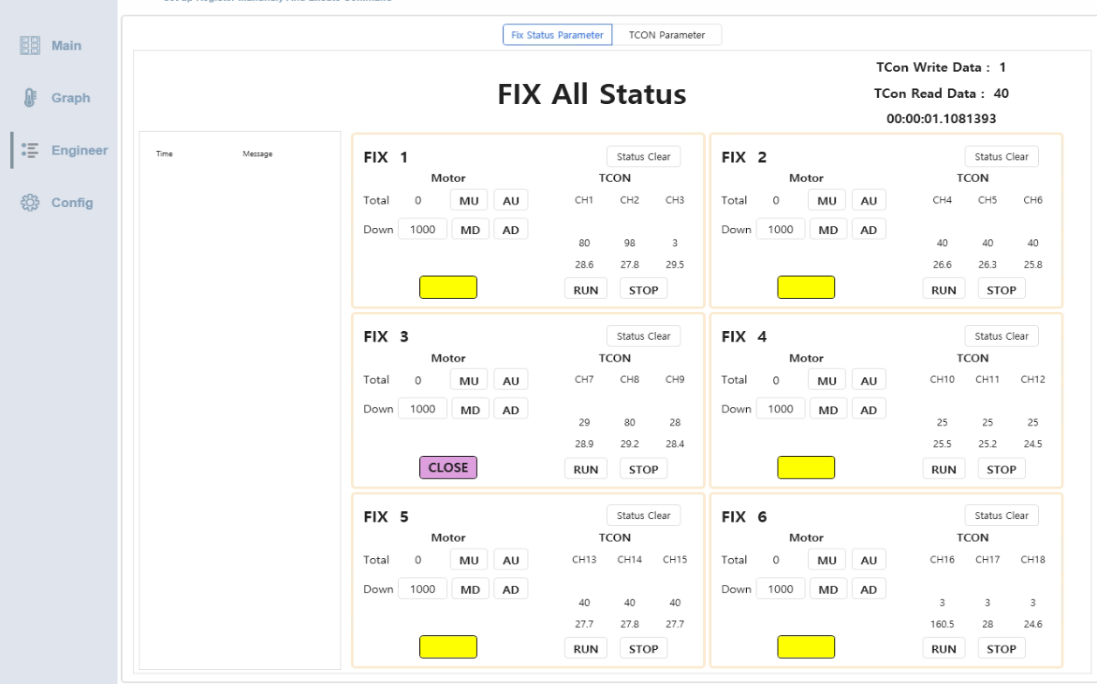 Set up Register Manually And Excute Command
Main
Graph
Engineer
Config
Fix Status Parameter TCON Parameter
FIX All Status
TCon Write Data : 1
TCon Read Data : 40
00:00:01.1081393
Time Message
FIX 1 Status Clear
Motor TCON
Total 0 MU AU CH1 CH2 CH3
Down 1000 MD AD
80 98 3
28.6 27.8 29.5
RUN STOP
FIX 2 Status Clear
Motor TCON
Total 0 MU AU CH4 CH5 CH6
Down 1000 MD AD
40 40 40
26.6 26.3 25.8
RUN STOP
FIX 3 Status Clear
Motor TCON
Total 0 MU AU CH7 CH8 CH9
Down 1000 MD AD
29 80 28
28.9 29.2 28.4
CLOSE RUN STOP
FIX 4 Status Clear
Motor TCON
Total 0 MU AU CH10 CH11 CH12
Down 1000 MD AD
25 25 25
25.5 25.2 24.5
RUN STOP
FIX 5 Status Clear
Motor TCON
Total 0 MU AU CH13 CH14 CH15
Down 1000 MD AD
40 40 40
27.7 27.8 27.7
RUN STOP
FIX 6 Status Clear
Motor TCON
Total 0 MU AU CH16 CH17 CH18
Down 1000 MD AD
3 3 3
160.5 28 24.6
RUN STOP